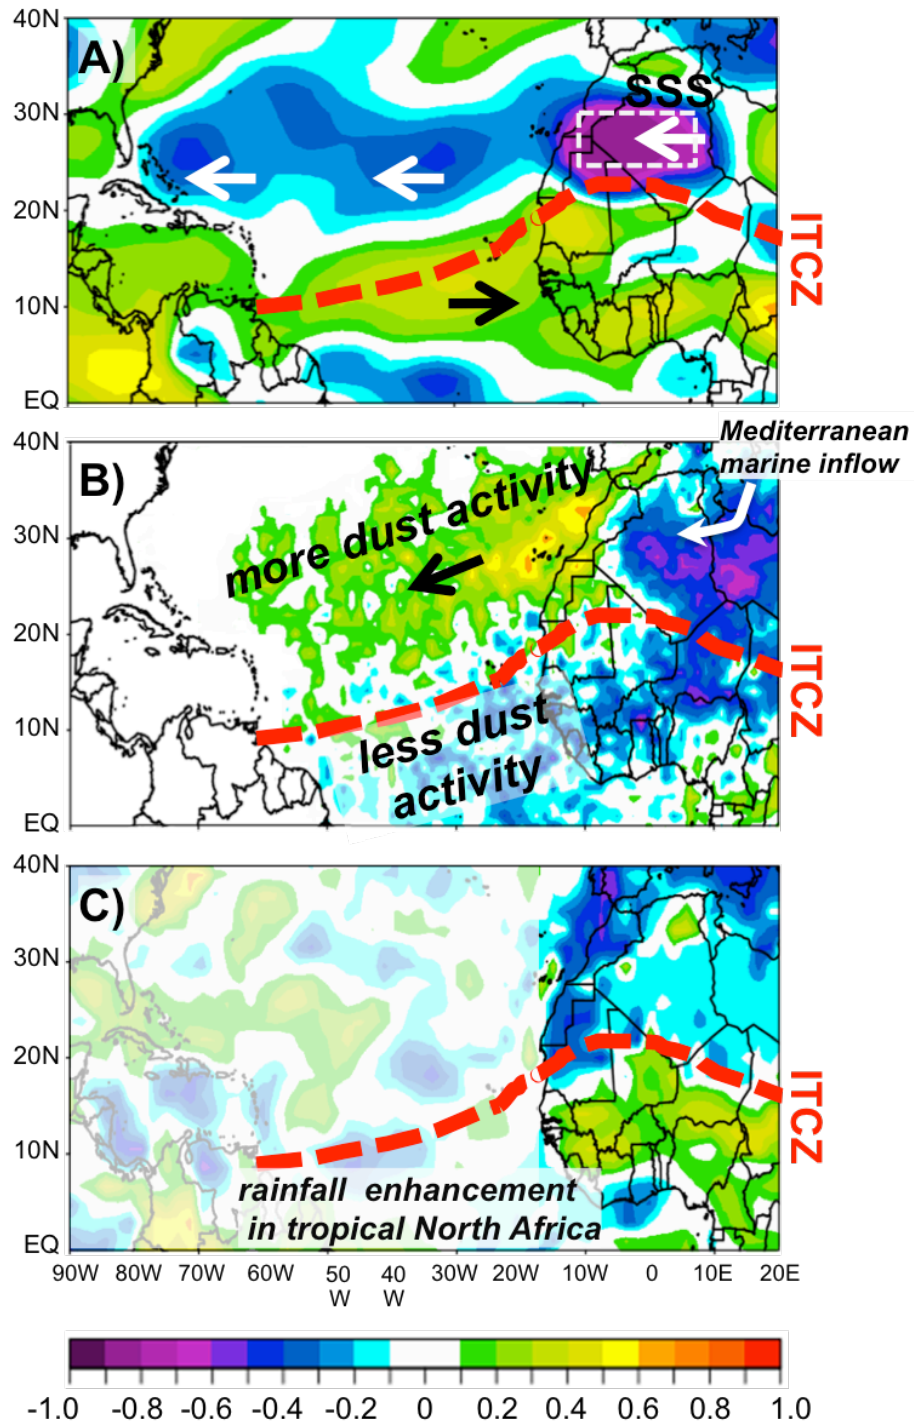 40N
A)
SSS
30N
20N
ITCZ
10N
EQ
40N
Mediterranean
marine inflow
B)
more dust activity
30N
20N
ITCZ
10N
less dust
activity
EQ
40N
C)
30N
20N
ITCZ
10N
rainfall enhancement
in tropical North Africa
EQ
90W 80W 70W 60W 50 W 40 W 30W 20W 10W 0 10E 20E
-1.0 -0.8 -0.6 -0.4 -0.2 0 0.2 0.4 0.6 0.8 1.0